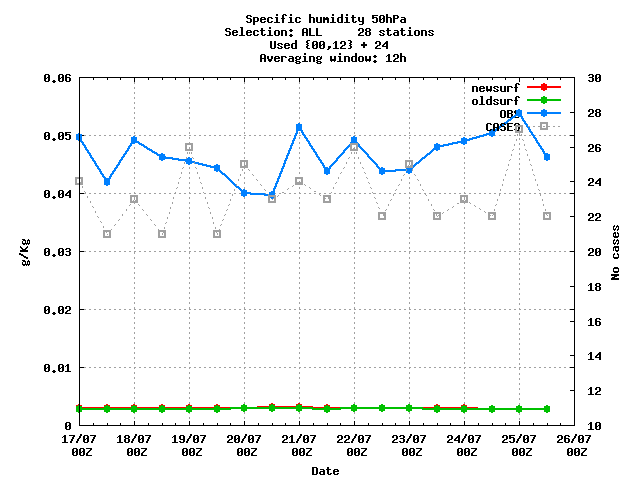 Specific humidity 50hPa
Selection: ALL 28 stations
Used {00,12} + 24
Averaging window: 12h
0.06
0.05
0.04
0.03
0.02
0.01
0
g/Kg
30
28
26
24
22
20
18
16
14
12
10
No cases
newsurf
oldsurf
OBS
CASES
17/07 18/07 19/07 20/07 21/07 22/07 23/07 24/07 25/07 26/07
00Z 00Z 00Z 00Z 00Z 00Z 00Z 00Z 00Z 00Z
Date